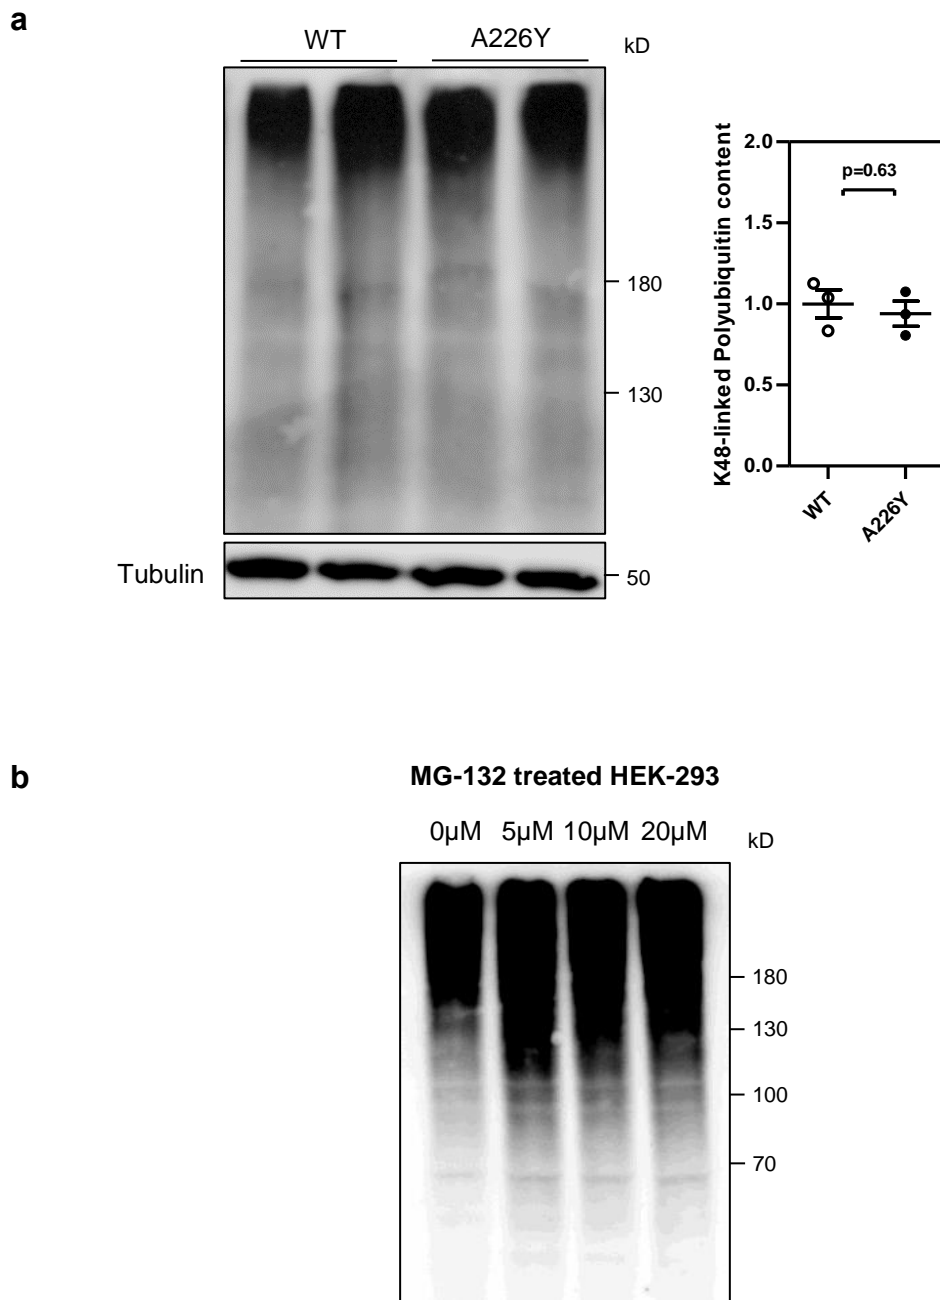 a
WT A226Y kD
180
130
Tubulin 50
K48-linked Polyubiquitin content
2.0
p=0.63
1.5
1.0
0.5
0.0
WT A226Y
b
MG-132 treated HEK-293
0µM 5µM 10µM 20µM kD
180
130
100
70